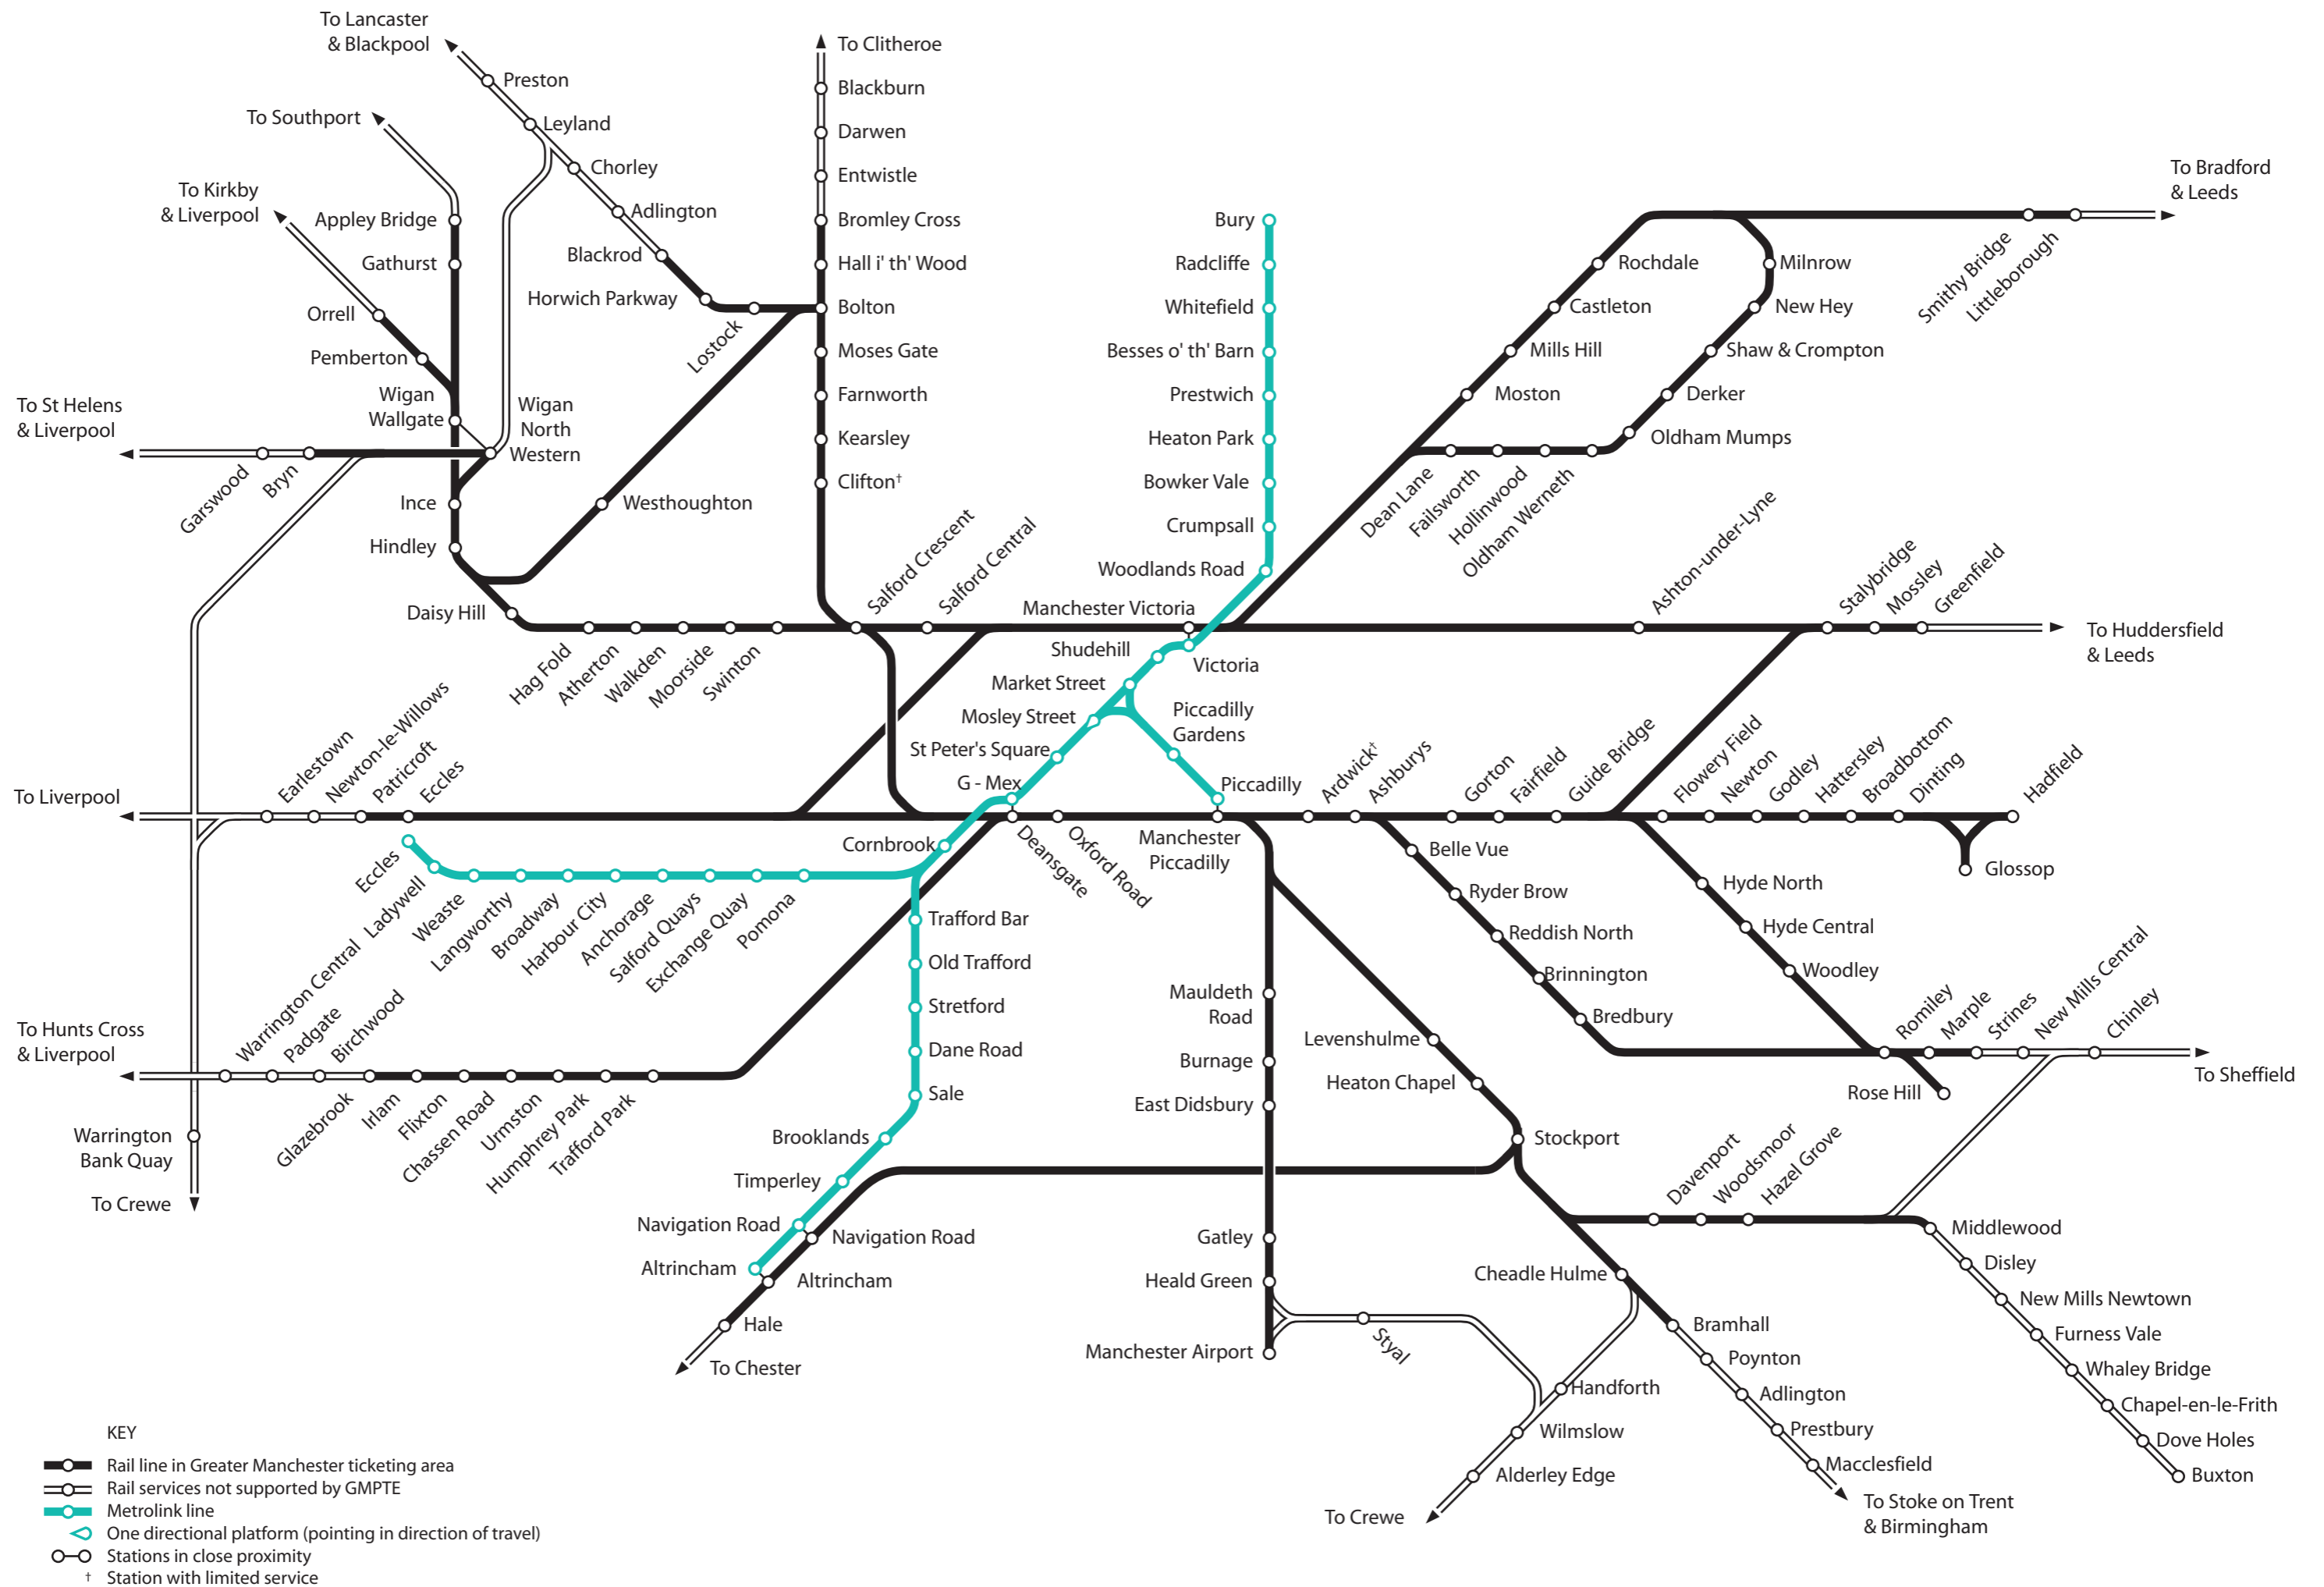 To Lancaster
& Blackpool
Preston
Leyland
Chorley
Adlington
Blackrod
Horwich Parkway
Lostock
To Southport
To Kirkby
& Liverpool
Appley Bridge
Gathurst
Orrell
Pemberton
Wigan
Wallgate
Wigan
North
Western
To St Helens
& Liverpool
Garswood
Bryn
Ince
Hindley
Westhoughton
Daisy Hill
Hag Fold
Atherton
Walkden
Moorside
Swinton
To Clitheroe
Blackburn
Darwen
Entwistle
Bromley Cross
Hall i' th' Wood
Bolton
Moses Gate
Farnworth
Kearsley
Clifton†
Salford Crescent
Salford Central
Bury
Radcliffe
Whitefield
Besses o' th' Barn
Prestwich
Heaton Park
Bowker Vale
Crumpsall
Woodlands Road
Manchester Victoria
Victoria
Shudehill
Market Street
Mosley Street
Piccadilly
Gardens
St Peter's Square
G - Mex
Piccadilly
Cornbrook
Deansgate
Oxford Road
Manchester
Piccadilly
To Bradford
& Leeds
Rochdale
Castleton
Mills Hill
Moston
Milnrow
New Hey
Shaw & Crompton
Derker
Oldham Mumps
Smithy Bridge
Littleborough
Dean Lane
Failsworth
Hollinwood
Oldham Werneth
Ashton-under-Lyne
Stalybridge
Mossley
Greenfield
To Huddersfield
& Leeds
To Liverpool
Earlestown
Newton-le-Willows
Patricroft
Eccles
Eccles
Ladywell
Weaste
Langworthy
Broadway
Harbour City
Anchorage
Salford Quays
Exchange Quay
Pomona
Ardwick†
Ashburys
Gorton
Fairfield
Guide Bridge
Flowery Field
Newton
Godley
Hattersley
Broadbottom
Dinting
Hadfield
Glossop
Belle Vue
Ryder Brow
Reddish North
Brinnington
Bredbury
Hyde North
Hyde Central
Woodley
Romiley
Marple
Strines
New Mills Central
Chinley
Rose Hill
To Sheffield
To Hunts Cross
& Liverpool
Warrington Central
Padgate
Birchwood
Glazebrook
Irlam
Flixton
Chassen Road
Urmston
Humphrey Park
Trafford Park
Warrington
Bank Quay
To Crewe
Trafford Bar
Old Trafford
Stretford
Dane Road
Sale
Brooklands
Timperley
Navigation Road
Navigation Road
Altrincham
Altrincham
Hale
To Chester
Mauldeth
Road
Burnage
East Didsbury
Gatley
Heald Green
Manchester Airport
Styal
Levenshulme
Heaton Chapel
Stockport
Davenport
Woodsmoor
Hazel Grove
Middlewood
Disley
New Mills Newtown
Furness Vale
Whaley Bridge
Chapel-en-le-Frith
Dove Holes
Buxton
Cheadle Hulme
Bramhall
Poynton
Adlington
Prestbury
Macclesfield
To Stoke on Trent
& Birmingham
Handforth
Wilmslow
Alderley Edge
To Crewe
KEY
Rail line in Greater Manchester ticketing area
Rail services not supported by GMPTE
Metrolink line
One directional platform (pointing in direction of travel)
Stations in close proximity
† Station with limited service